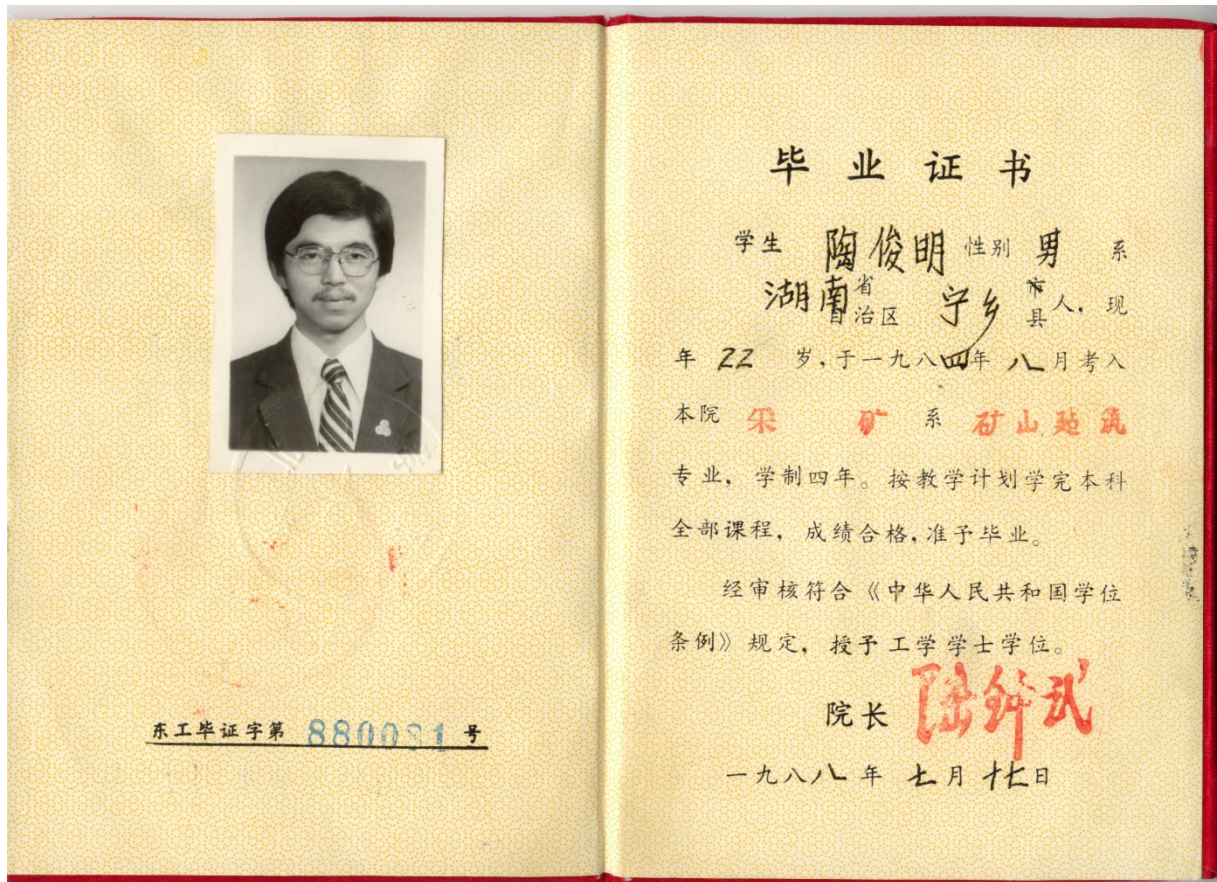 东工毕证字第 880081 号
毕业证书
学生 陶俊明 性别 男 系
湖南省自治区 宁乡市县人，现
年 22 岁，于一九八四年八月考入
本院 采矿 系 矿山建筑
专业，学制四年。按教学计划学完本科
全部课程，成绩合格，准予毕业。
经审核符合《中华人民共和国学位
条例》规定，授予工学学士学位。
院长 陆钟武
一九八八年七月十七日